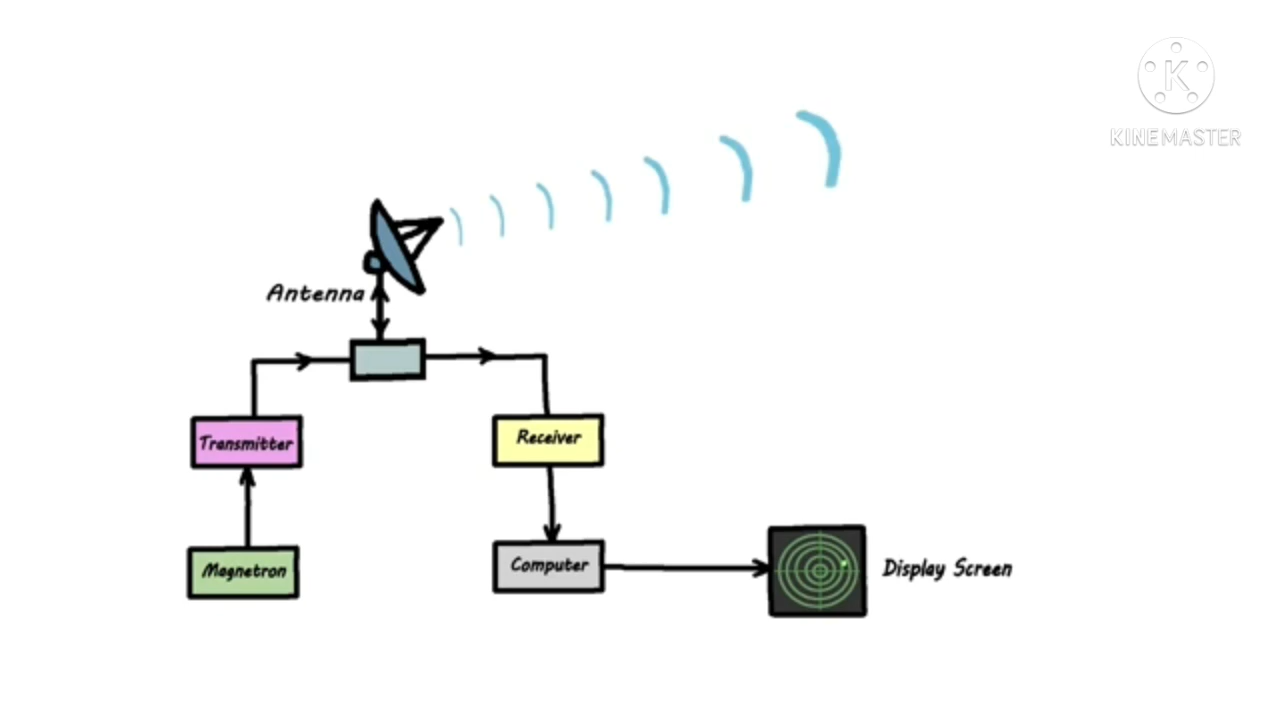 KINEMASTER
Antenna
Transmitter
Receiver
Magnetron
Computer
Display Screen